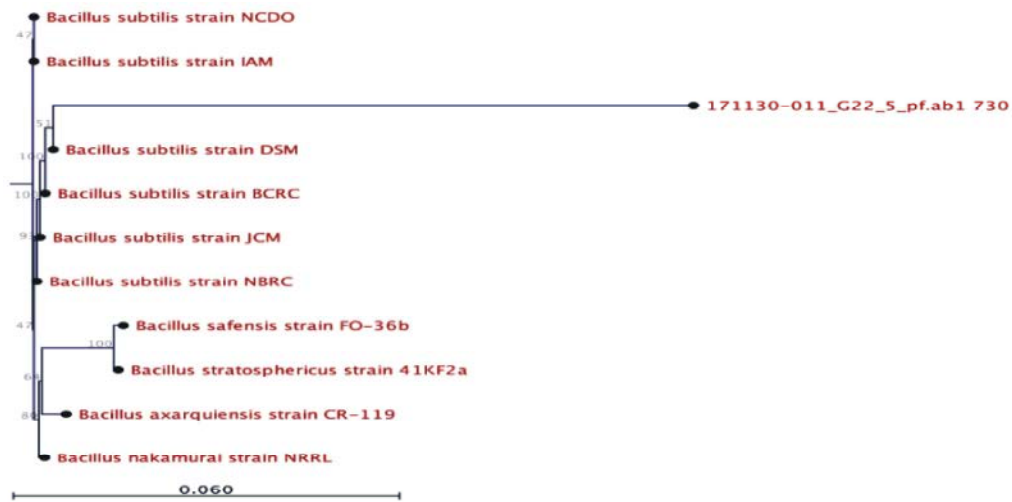 Bacillus subtilis strain NCDO
47
Bacillus subtilis strain IAM
171130-011_G22_5_pf.ab1 730
51
Bacillus subtilis strain DSM
100
Bacillus subtilis strain BCRC
100
Bacillus subtilis strain JCM
Bacillus subtilis strain NBRC
Bacillus safensis strain FO-36b
47
100
Bacillus stratosphericus strain 41KF2a
Bacillus axarquiensis strain CR-119
Bacillus nakamurai strain NRRL
0.060